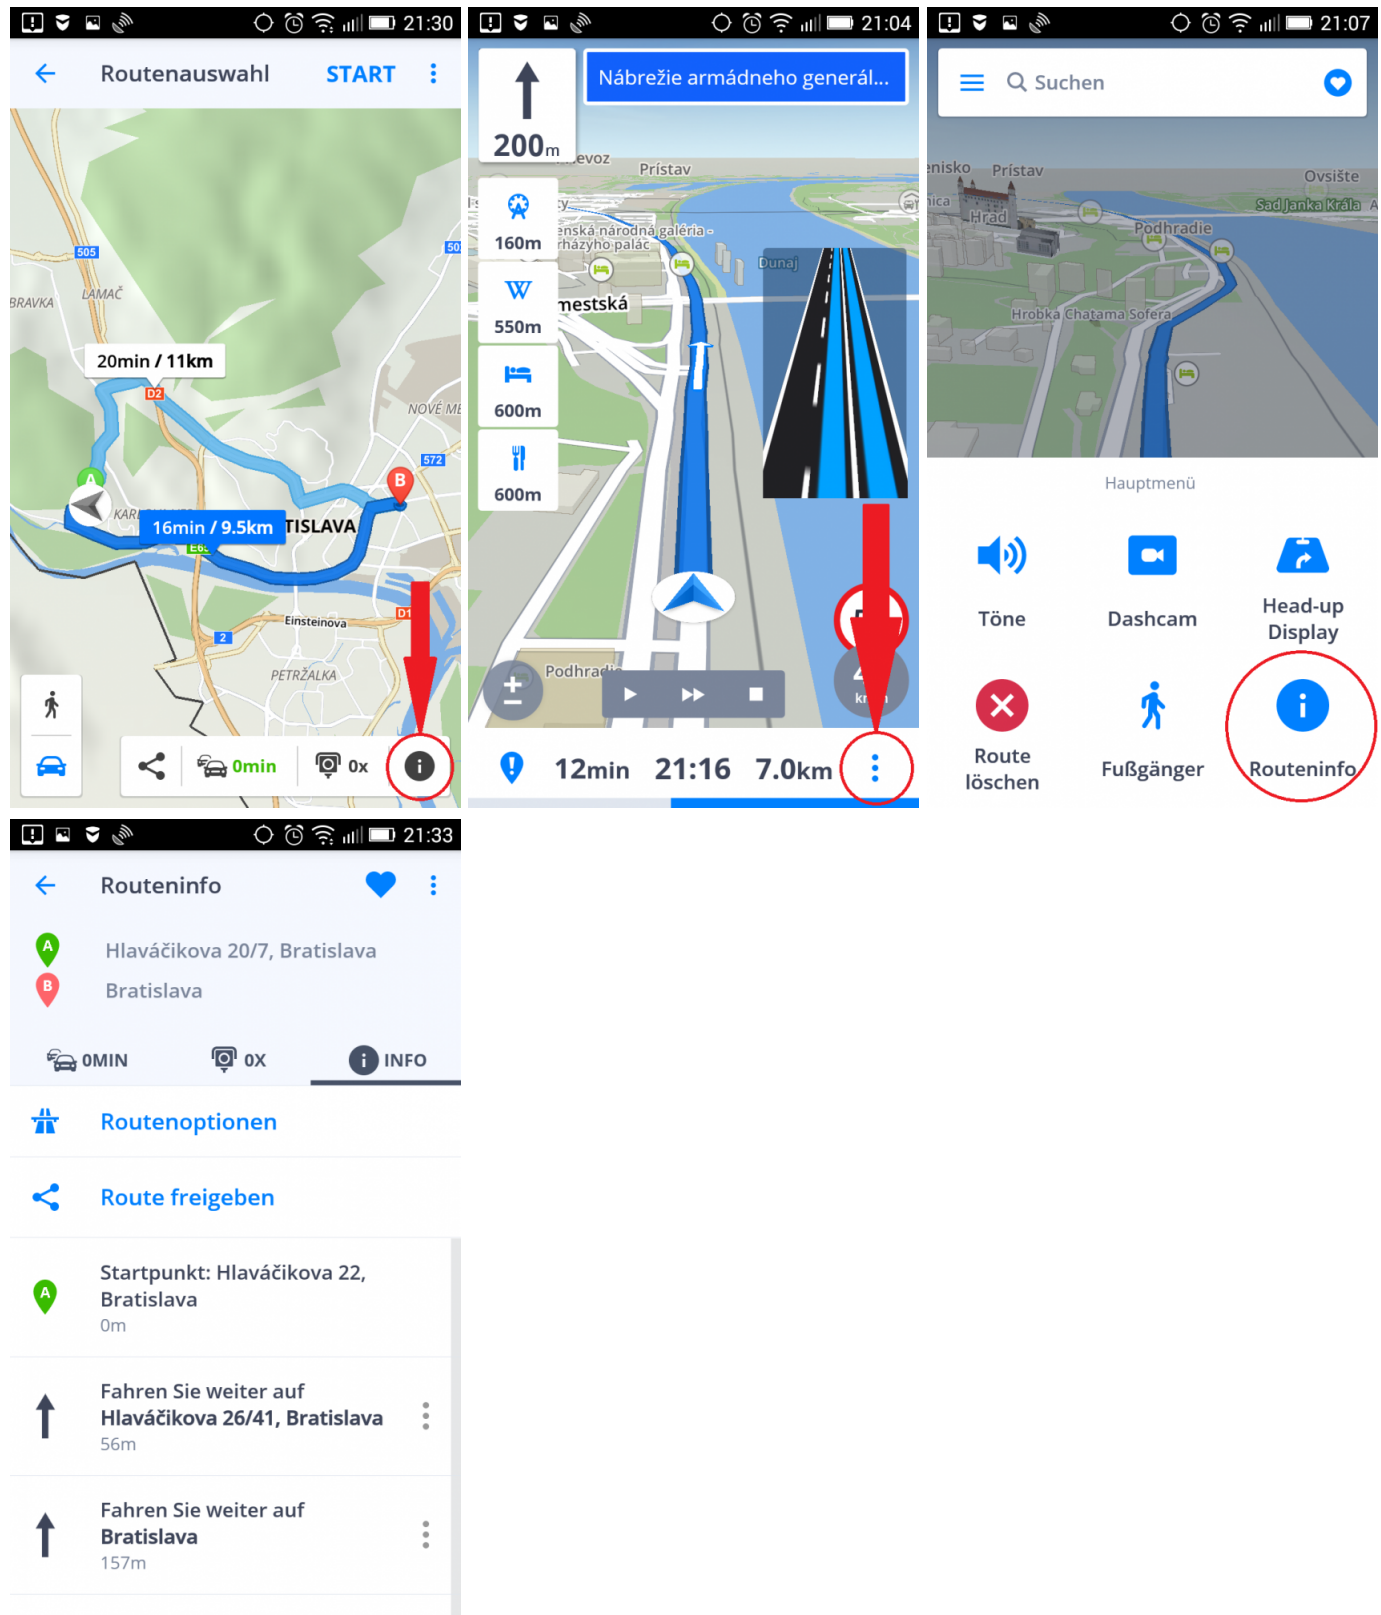 21:30
Routenauswahl START
505
LAMAČ
20min / 11km
D2
NOVÉ
572
A
B
16min / 9.5km
TISLAVA
Einsteinova
2
PETRŽALKA
0min 0x
21:04
200m
Nábrežie armádneho generál...
Prístav
160m
enská národná galéria -
palác
Dunaj
550m
mestská
600m
600m
Podhradie
12min 21:16 7.0km
21:07
Suchen
Prístav
Ovsište
Sad Janka Kráľa
Hrad
Podhradie
Hrobka Chatama Sofera
Hauptmenü
Töne
Dashcam
Head-up
Display
Route
löschen
Fußgänger
Routeninfo
21:33
Routeninfo
A Hlaváčikova 20/7, Bratislava
B Bratislava
0MIN 0X INFO
Routenoptionen
Route freigeben
A
Startpunkt: Hlaváčikova 22,
Bratislava
0m
Fahren Sie weiter auf
Hlaváčikova 26/41, Bratislava
56m
Fahren Sie weiter auf
Bratislava
157m